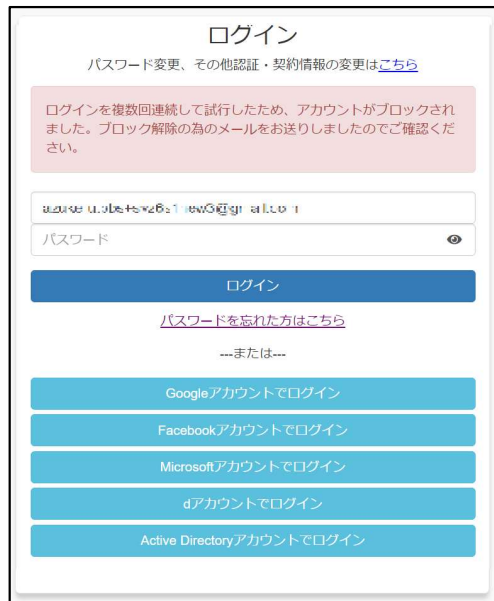 ログイン
パスワード変更、その他認証・契約情報の変更はこちら
ログインを複数回連続して試行したため、アカウントがブロックされ
ました。ブロック解除の為のメールをお送りしましたのでご確認くだ
さい。
パスワード
ログイン
パスワードを忘れた方はこちら
---または---
Googleアカウントでログイン
Facebookアカウントでログイン
Microsoftアカウントでログイン
dアカウントでログイン
Active Directoryアカウントでログイン